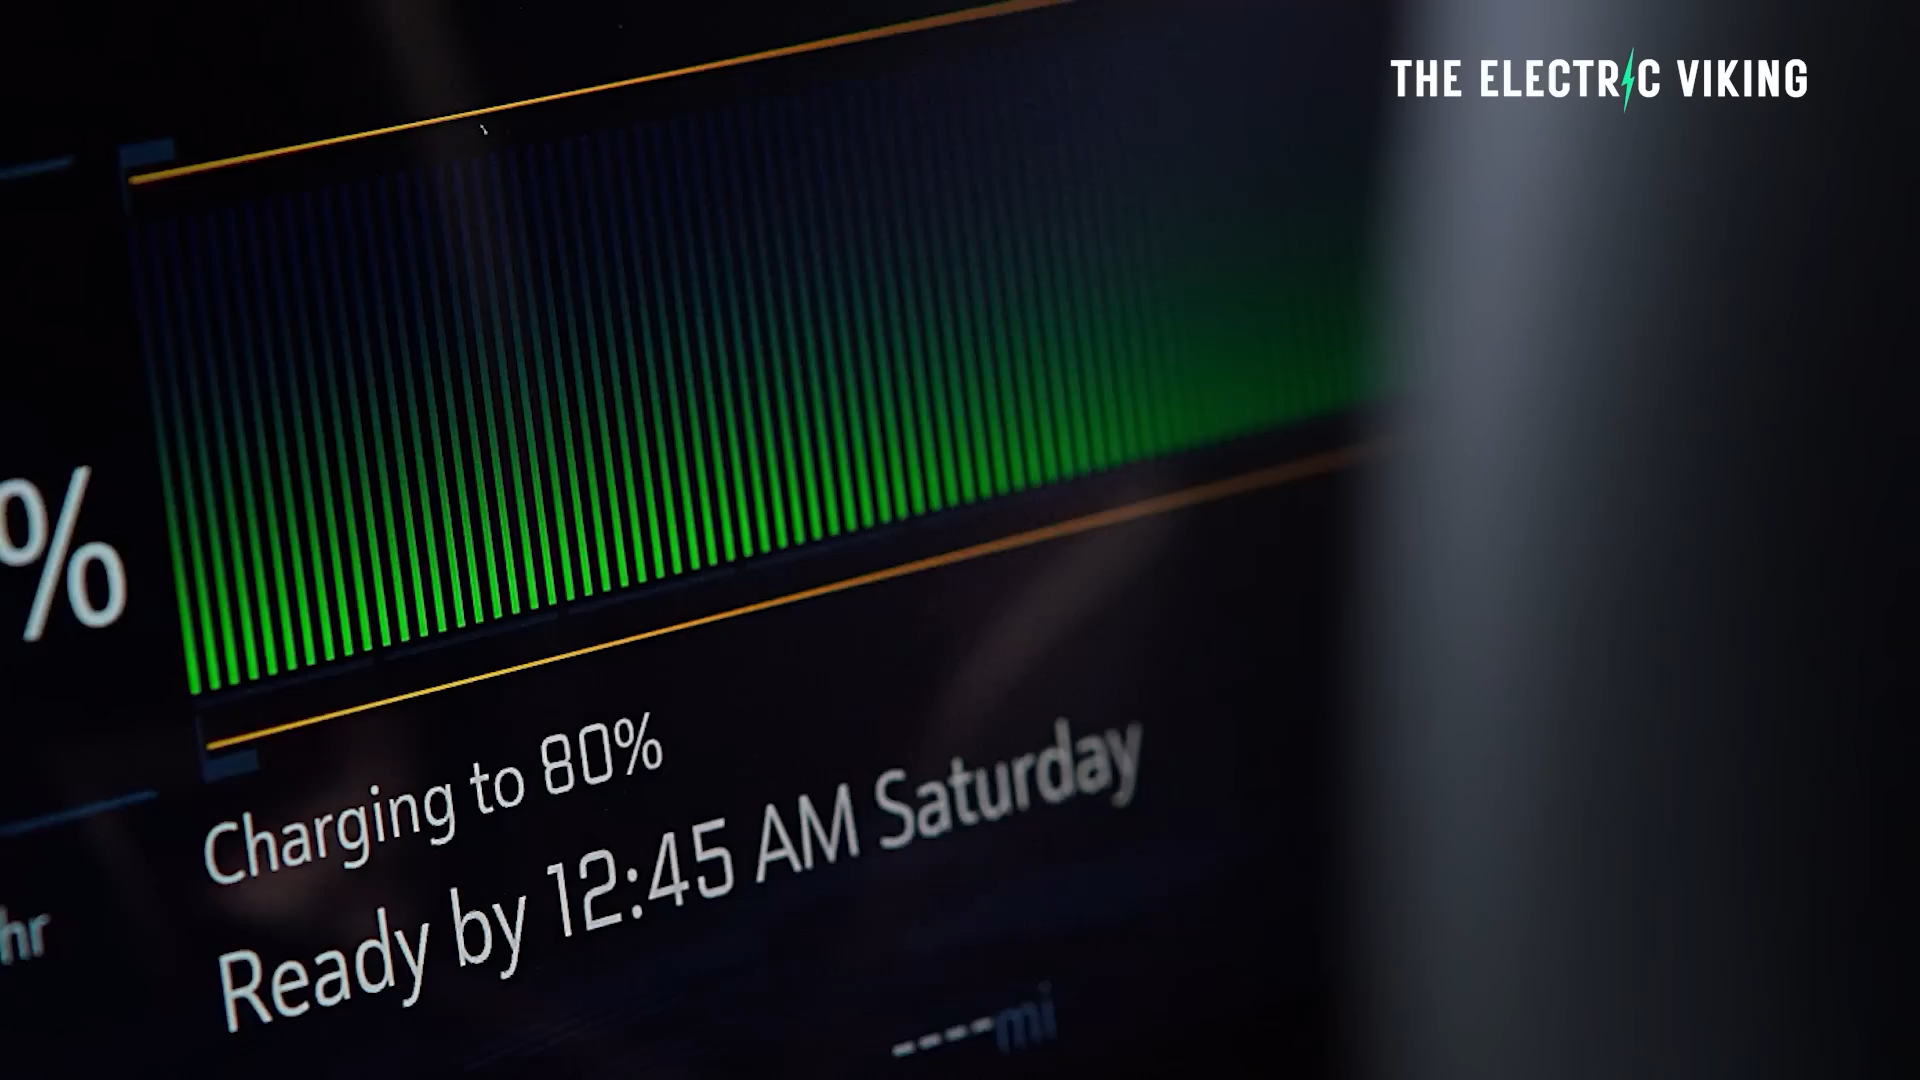 THE ELECTRIC VIKING
%
Charging to 80%
Ready by 12:45 AM Saturday
hr
----mi